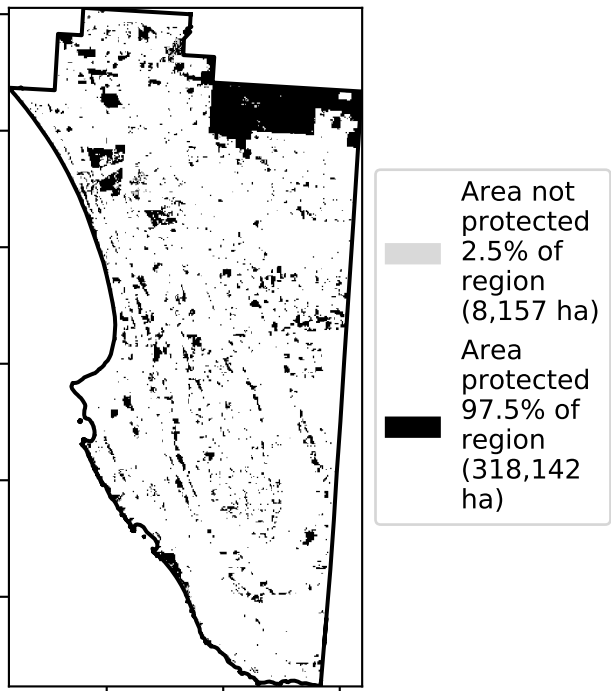 Area not
protected
2.5% of
region
(8,157 ha)
Area
protected
97.5% of
region
(318,142
ha)